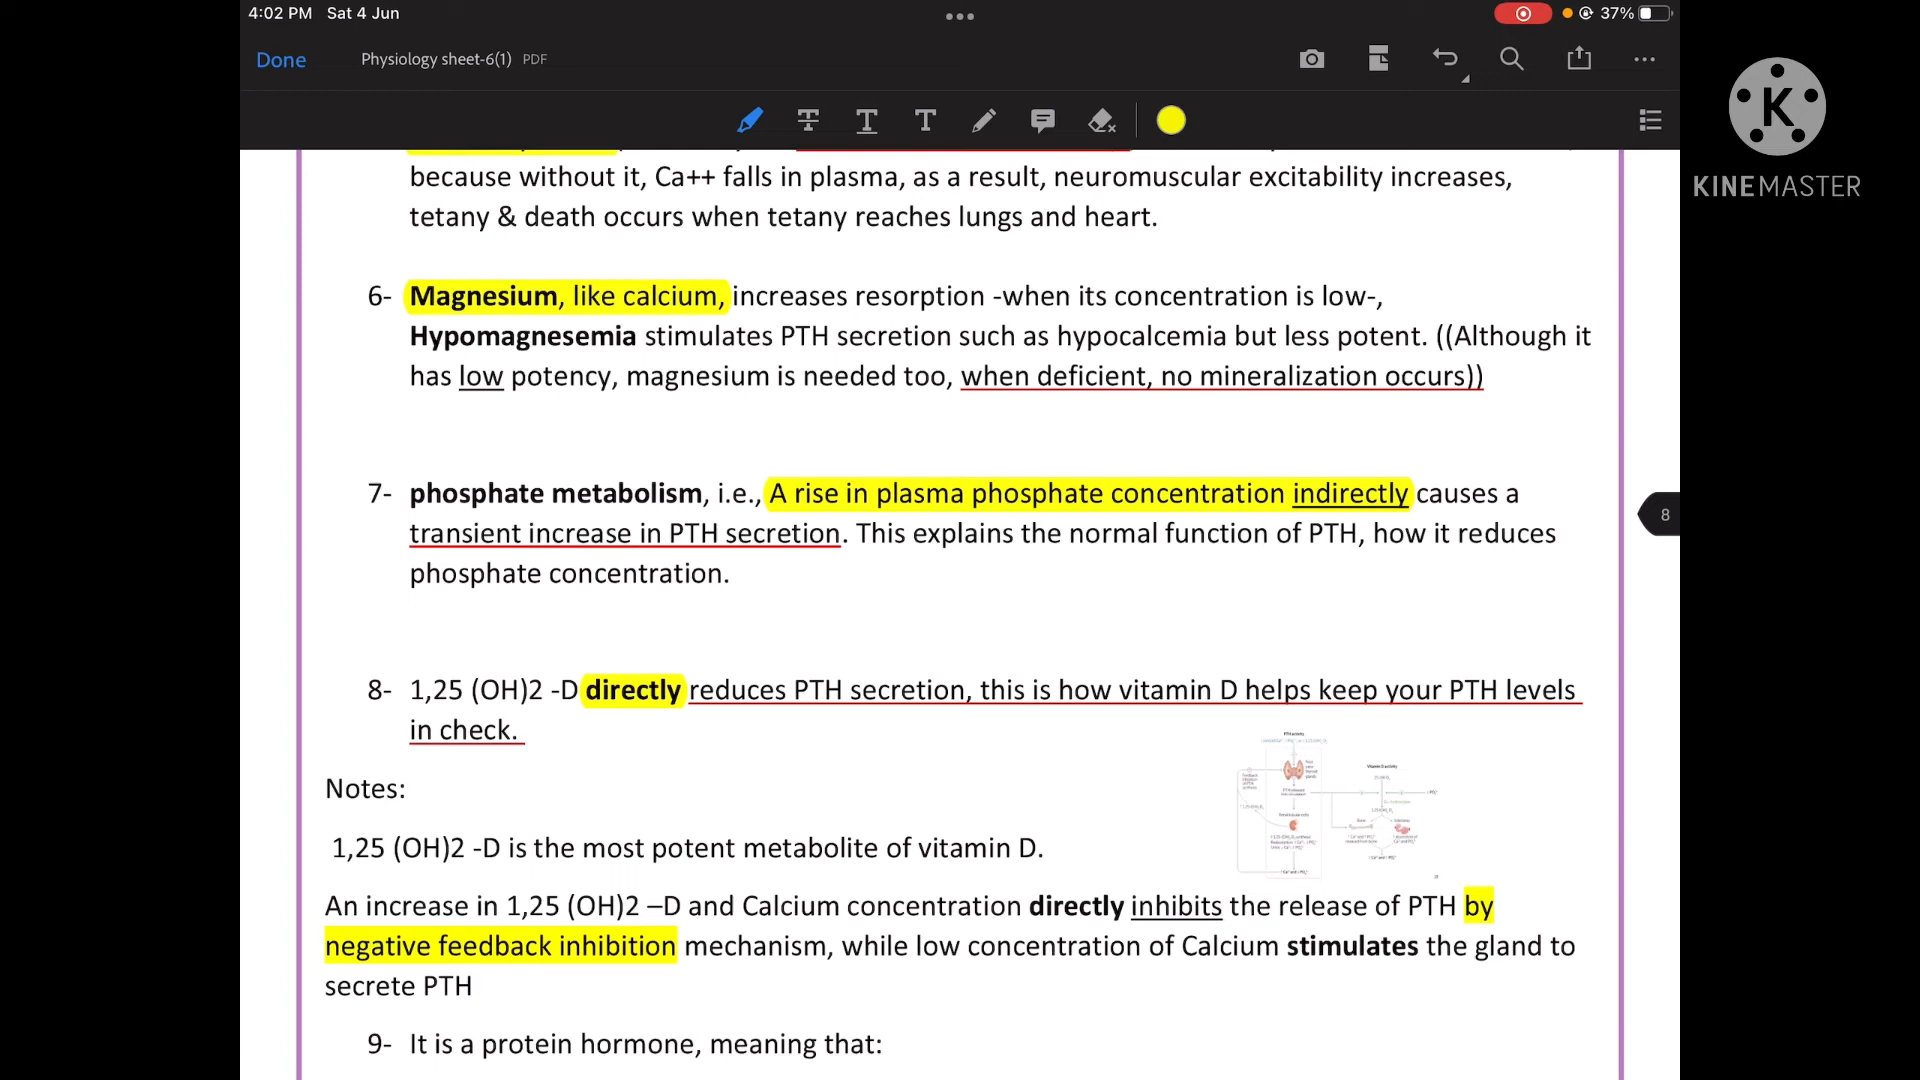 4:02 PM Sat 4 Jun
37%
Done
Physiology sheet-6(1) PDF
K
KINEMASTER
because without it, Ca++ falls in plasma, as a result, neuromuscular excitability increases,
tetany & death occurs when tetany reaches lungs and heart.
6- Magnesium, like calcium, increases resorption -when its concentration is low-,
Hypomagnesemia stimulates PTH secretion such as hypocalcemia but less potent. ((Although it
has low potency, magnesium is needed too, when deficient, no mineralization occurs))
7- phosphate metabolism, i.e., A rise in plasma phosphate concentration indirectly causes a
transient increase in PTH secretion. This explains the normal function of PTH, how it reduces
phosphate concentration.
8
8- 1,25 (OH)2 -D directly reduces PTH secretion, this is how vitamin D helps keep your PTH levels
in check.
Notes:
PTH activity
Vitamin D activity
1,25 (OH)2 -D is the most potent metabolite of vitamin D.
An increase in 1,25 (OH)2 –D and Calcium concentration directly inhibits the release of PTH by
negative feedback inhibition mechanism, while low concentration of Calcium stimulates the gland to
secrete PTH
9- It is a protein hormone, meaning that: